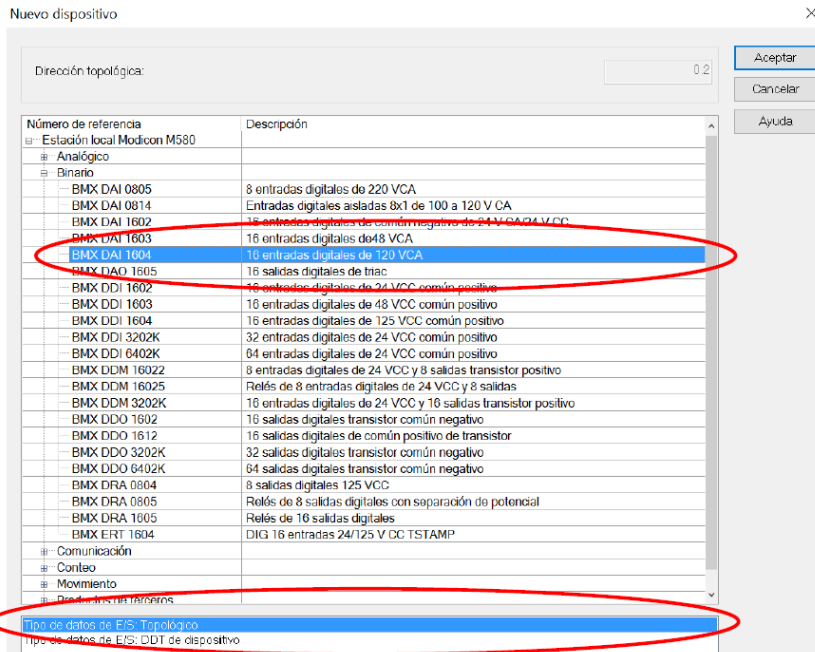 Nuevo dispositivo
Dirección topológica:
0.2
Aceptar
Cancelar
Ayuda
Número de referencia Descripción
Estación local Modicon M580
Analógico
Binario
BMX DAI 0805 8 entradas digitales de 220 VCA
BMX DAI 0814 Entradas digitales aisladas 8x1 de 100 a 120 V CA
BMX DAI 1602 16 entradas digitales de común negativo de 24 V CA/24 V CC
BMX DAI 1603 16 entradas digitales de48 VCA
BMX DAI 1604 16 entradas digitales de 120 VCA
BMX DAO 1605 16 salidas digitales de triac
BMX DDI 1602 16 entradas digitales de 24 VCC común positivo
BMX DDI 1603 16 entradas digitales de 48 VCC común positivo
BMX DDI 1604 16 entradas digitales de 125 VCC común positivo
BMX DDI 3202K 32 entradas digitales de 24 VCC común positivo
BMX DDI 6402K 64 entradas digitales de 24 VCC común positivo
BMX DDM 16022 8 entradas digitales de 24 VCC y 8 salidas transistor positivo
BMX DDM 16025 Relés de 8 entradas digitales de 24 VCC y 8 salidas
BMX DDM 3202K 16 entradas digitales de 24 VCC y 16 salidas transistor positivo
BMX DDO 1602 16 salidas digitales transistor común negativo
BMX DDO 1612 16 salidas digitales de común positivo de transistor
BMX DDO 3202K 32 salidas digitales transistor común negativo
BMX DDO 6402K 64 salidas digitales transistor común negativo
BMX DRA 0804 8 salidas digitales 125 VCC
BMX DRA 0805 Relés de 8 salidas digitales con separación de potencial
BMX DRA 1605 Relés de 16 salidas digitales
BMX ERT 1604 DIG 16 entradas 24/125 V CC TSTAMP
Comunicación
Conteo
Movimiento
Productos de terceros
Tipo de datos de E/S: Topológico
Tipo de datos de E/S: DDT de dispositivo